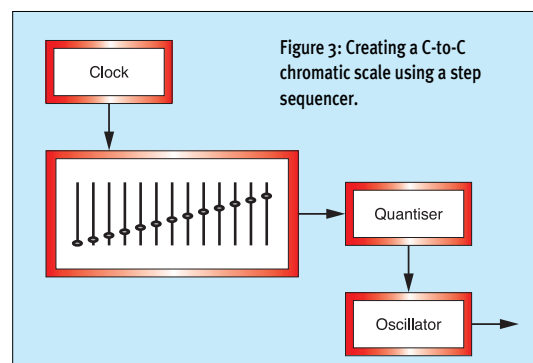 Clock
Figure 3: Creating a C-to-C
chromatic scale using a step
sequencer.
Quantiser
Oscillator